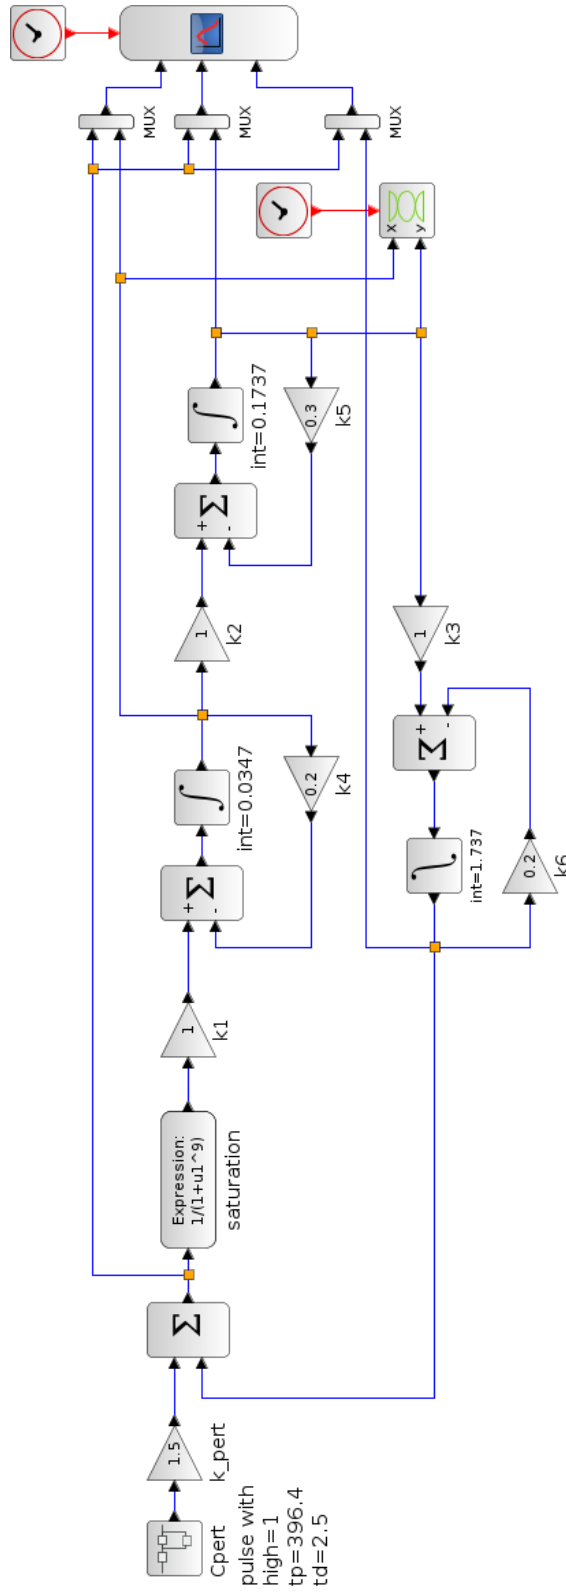 Cpert
pulse with
high=1
tp=396.4
td=2.5
1.5
k_pert
Σ
Expression:
1/(1+u1^9)
saturation
1
k1
+
-
Σ
∫
int=0.0347
0.2
k4
1
k2
+
-
Σ
∫
int=0.1737
0.3
k5
1
k3
+
-
Σ
∫
int=1.737
0.2
k6
x
y
MUX
MUX
MUX